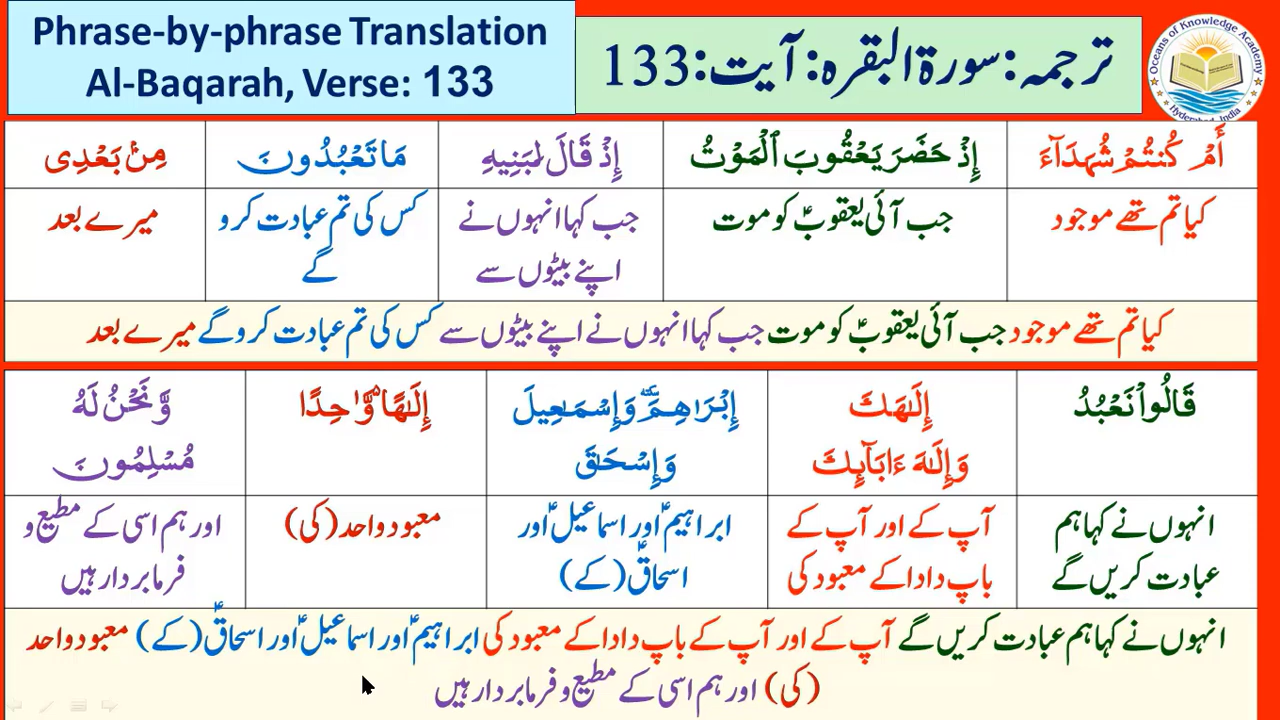 Phrase-by-phrase Translation
Al-Baqarah, Verse: 133
ترجمہ: سورۃ البقرہ: آیت: 133
Oceans of Knowledge Academy
Hyderabad, India
أَمْ كُنتُمْ شُهَدَآءَ
إِذْ حَضَرَ يَعْقُوبَ ٱلْمَوْتُ
إِذْ قَالَ لِبَنِيهِ
مَا تَعْبُدُونَ
مِنۢ بَعْدِى
کیا تم تھے موجود
جب آئی یعقوبؑ کو موت
جب کہا انہوں نے
اپنے بیٹوں سے
کس کی تم عبادت کرو
گے
میرے بعد
کیا تم تھے موجود جب آئی یعقوبؑ کو موت جب کہا انہوں نے اپنے بیٹوں سے کس کی تم عبادت کرو گے میرے بعد
قَالُوا۟ نَعْبُدُ
إِلَٰهَكَ
وَإِلَٰهَ ءَابَآئِكَ
إِبْرَٰهِـۧمَ وَإِسْمَٰعِيلَ
وَإِسْحَٰقَ
إِلَٰهًا وَٰحِدًا
وَّنَحْنُ لَهُۥ
مُسْلِمُونَ
انہوں نے کہا ہم
عبادت کریں گے
آپ کے اور آپ کے
باپ دادا کے معبود کی
ابراہیمؑ اور اسماعیلؑ اور
اسحاقؑ (کے)
معبود واحد (کی)
اور ہم اسی کے مطیع و
فرمابردار ہیں
انہوں نے کہا ہم عبادت کریں گے آپ کے اور آپ کے باپ دادا کے معبود کی ابراہیمؑ اور اسماعیلؑ اور اسحاقؑ (کے) معبود واحد
(کی) اور ہم اسی کے مطیع و فرمابردار ہیں